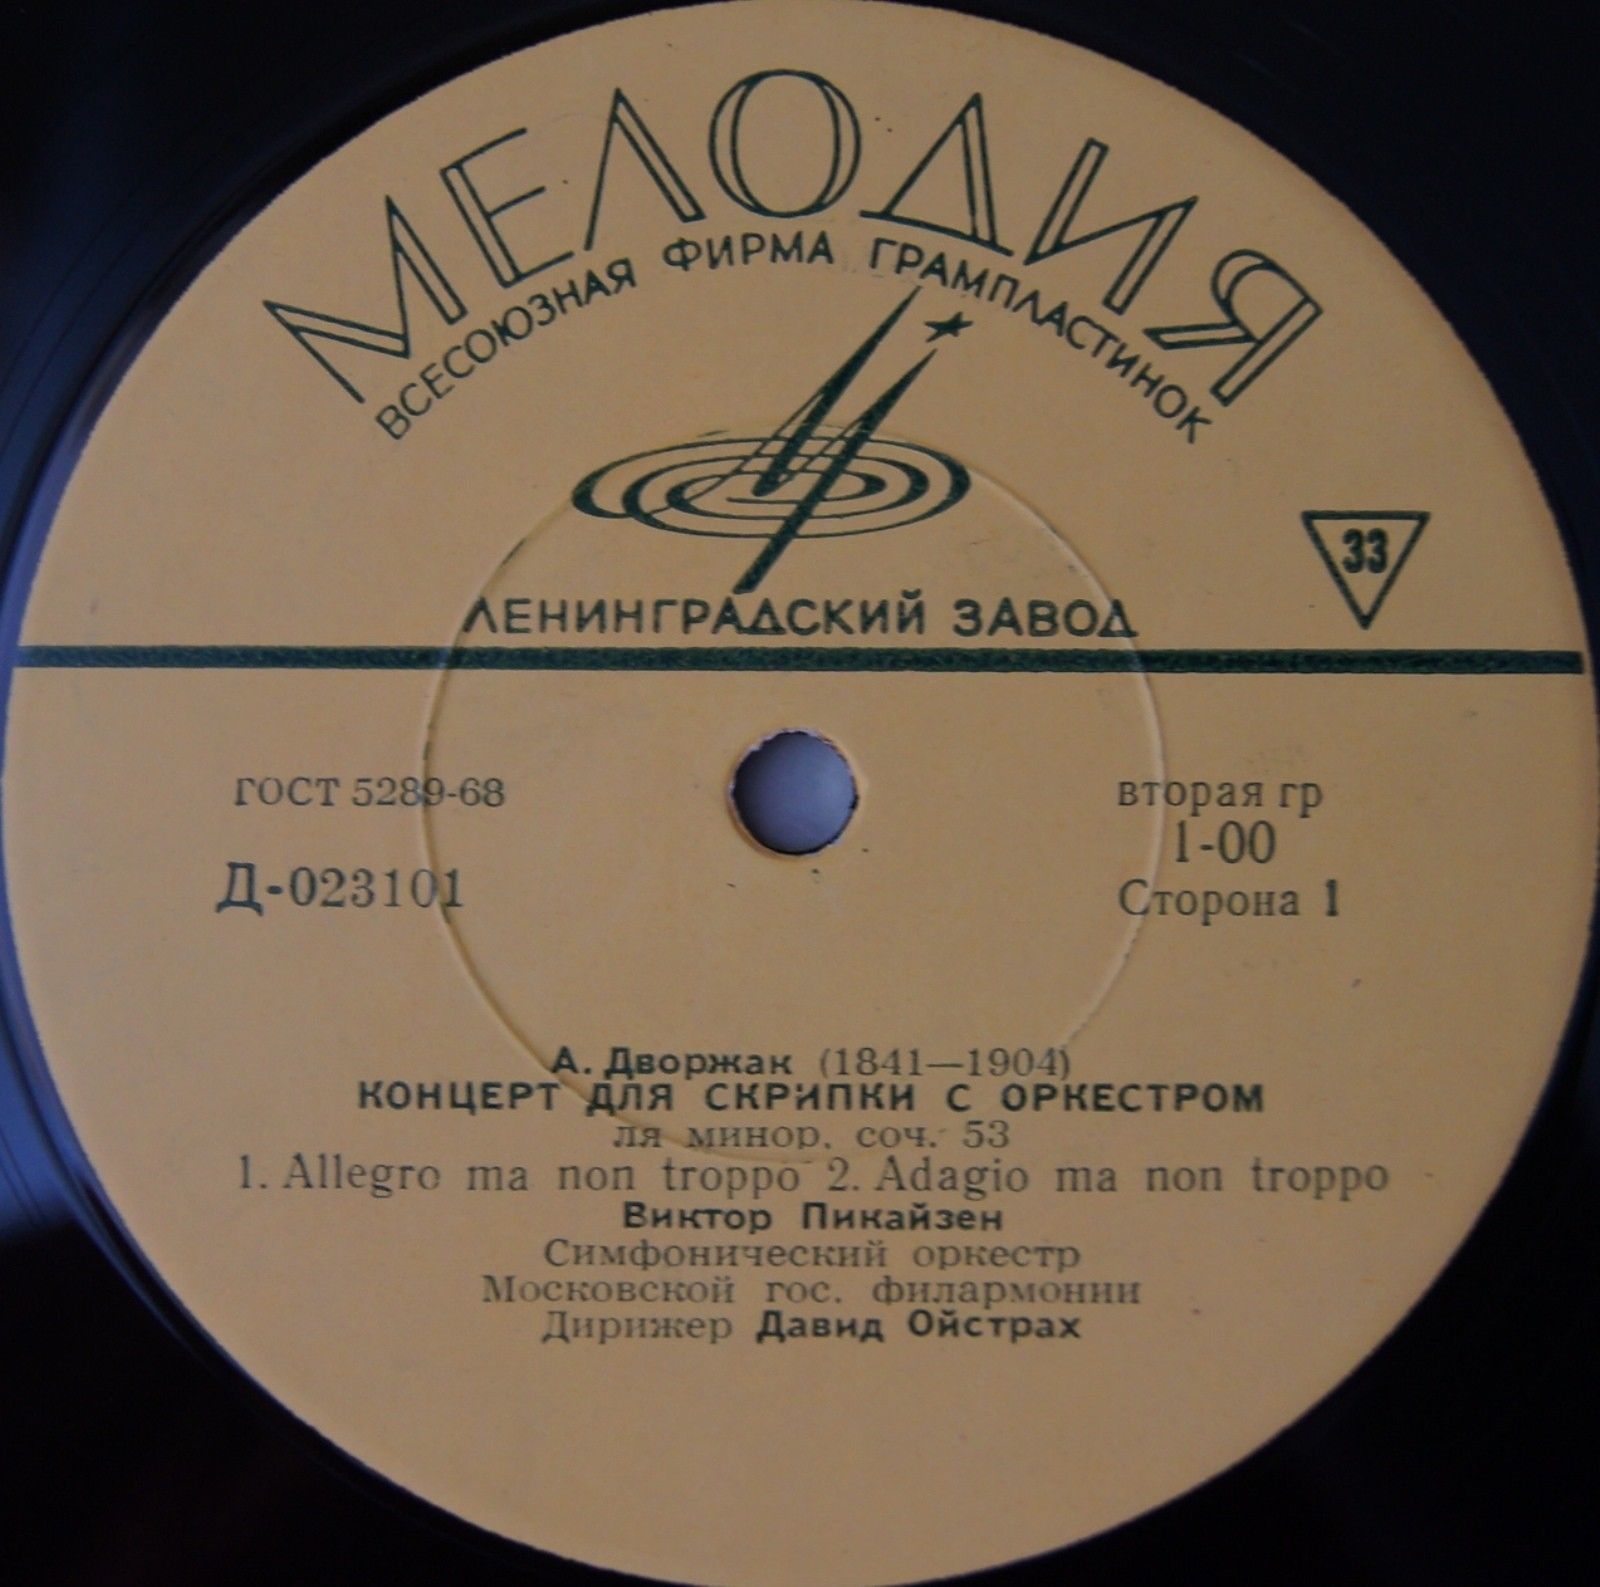 МЕЛОДИЯ
ВСЕСОЮЗНАЯ ФИРМА ГРАМПЛАСТИНОК
33
ЛЕНИНГРАДСКИЙ ЗАВОД
ГОСТ 5289-68
вторая гр
1-00
Д-023101
Сторона 1
А. Дворжак (1841—1904)
КОНЦЕРТ ДЛЯ СКРИПКИ С ОРКЕСТРОМ
ля минор, соч. 53
1. Allegro ma non troppo 2. Adagio ma non troppo
Виктор Пикайзен
Симфонический оркестр
Московской гос. филармонии
Дирижер Давид Ойстрах